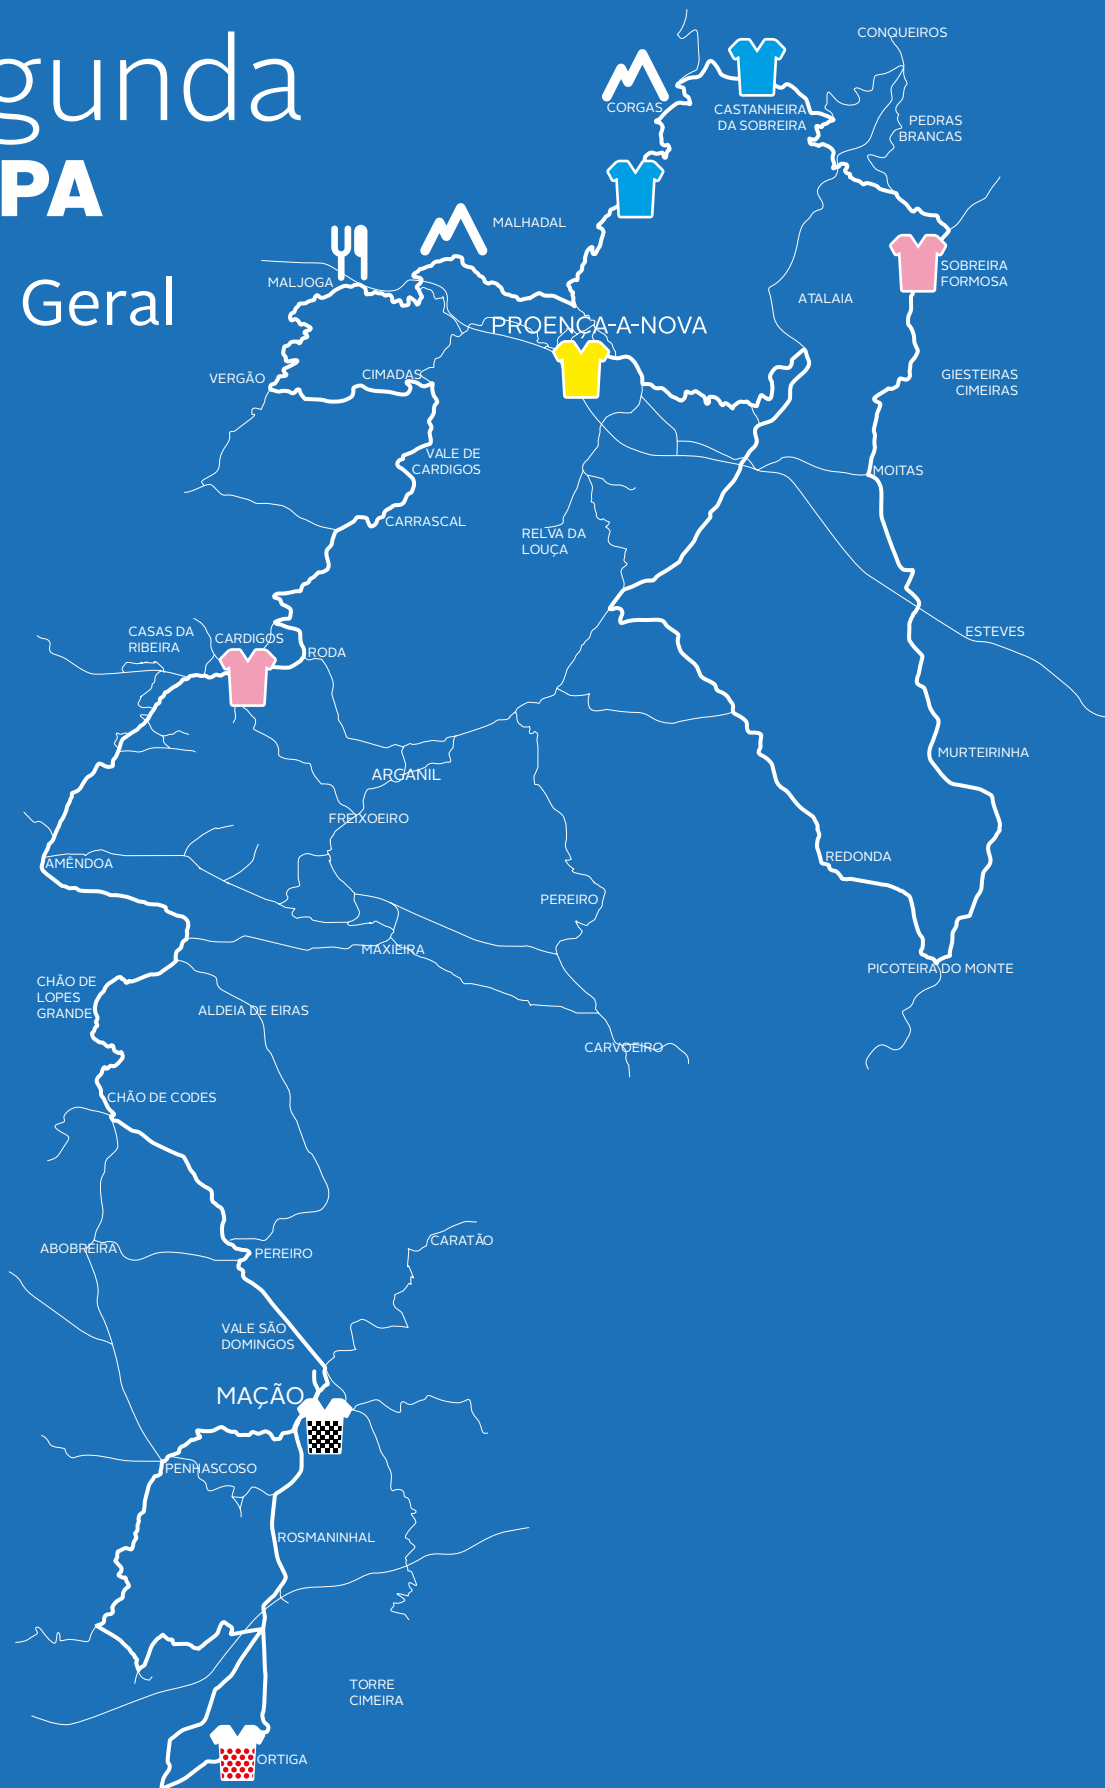 gunda
PA
Geral
CONQUEIROS
CORGAS
CASTANHEIRA
DA SOBREIRA
PEDRAS
BRANCAS
MALHADAL
MALJOGA
SOBREIRA
FORMOSA
ATALAIA
PROENÇA-A-NOVA
VERGÃO
CIMADAS
GIESTEIRAS
CIMEIRAS
VALE DE
CARDIGOS
MOITAS
CARRASCAL
RELVA DA
LOUÇA
CASAS DA
RIBEIRA
CARDIGOS
RODA
ESTEVES
MURTEIRINHA
ARGANIL
FREIXOEIRO
AMÊNDOA
REDONDA
PEREIRO
MAXIEIRA
PICOTEIRA DO MONTE
CHÃO DE
LOPES
GRANDE
ALDEIA DE EIRAS
CARVOEIRO
CHÃO DE CODES
ABOBREIRA
PEREIRO
CARATÃO
VALE SÃO
DOMINGOS
MAÇÃO
PENHASCOSO
ROSMANINHAL
TORRE
CIMEIRA
ORTIGA